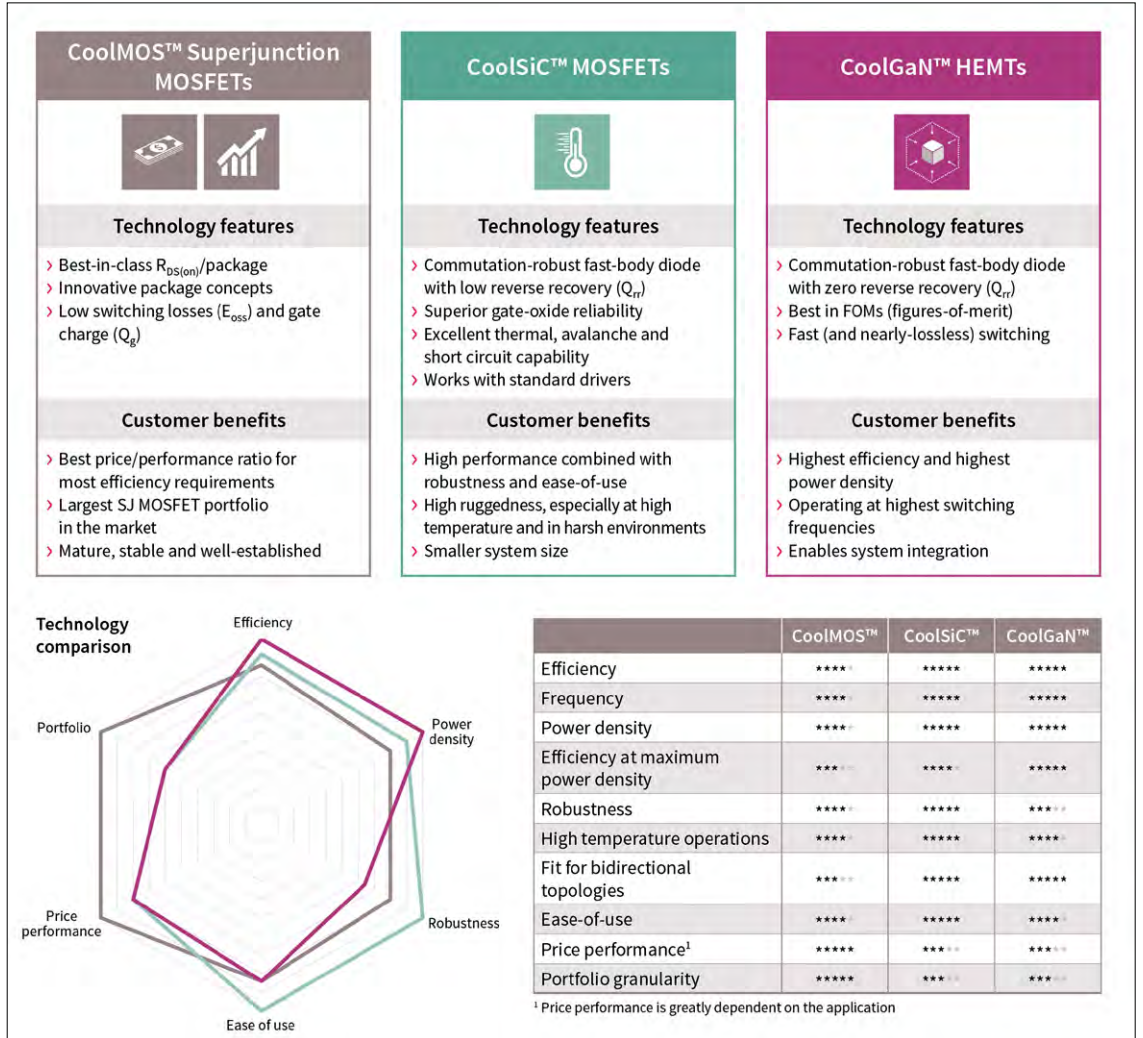 CoolMOS™ Superjunction
MOSFETs
Technology features
› Best-in-class RDS(on)/package
› Innovative package concepts
› Low switching losses (Eoss) and gate
charge (Qg)
Customer benefits
› Best price/performance ratio for
most efficiency requirements
› Largest SJ MOSFET portfolio
in the market
› Mature, stable and well-established
CoolSiC™ MOSFETs
Technology features
› Commutation-robust fast-body diode
with low reverse recovery (Qrr)
› Superior gate-oxide reliability
› Excellent thermal, avalanche and
short circuit capability
› Works with standard drivers
Customer benefits
› High performance combined with
robustness and ease-of-use
› High ruggedness, especially at high
temperature and in harsh environments
› Smaller system size
CoolGaN™ HEMTs
Technology features
› Commutation-robust fast-body diode
with zero reverse recovery (Qrr)
› Best in FOMs (figures-of-merit)
› Fast (and nearly-lossless) switching
Customer benefits
› Highest efficiency and highest
power density
› Operating at highest switching
frequencies
› Enables system integration
Technology
comparison
Efficiency
Power
density
Robustness
Ease of use
Price
performance
Portfolio
CoolMOS™ CoolSiC™ CoolGaN™
Efficiency ★★★★ ★★★★★ ★★★★★
Frequency ★★★★ ★★★★★ ★★★★★
Power density ★★★★ ★★★★★ ★★★★★
Efficiency at maximum
power density ★★★ ★★★★ ★★★★★
Robustness ★★★★ ★★★★★ ★★★
High temperature operations ★★★★ ★★★★★ ★★★★
Fit for bidirectional
topologies ★★★ ★★★★★ ★★★★★
Ease-of-use ★★★★ ★★★★★ ★★★★
Price performance¹ ★★★★★ ★★★ ★★★
Portfolio granularity ★★★★★ ★★★ ★★★
¹ Price performance is greatly dependent on the application